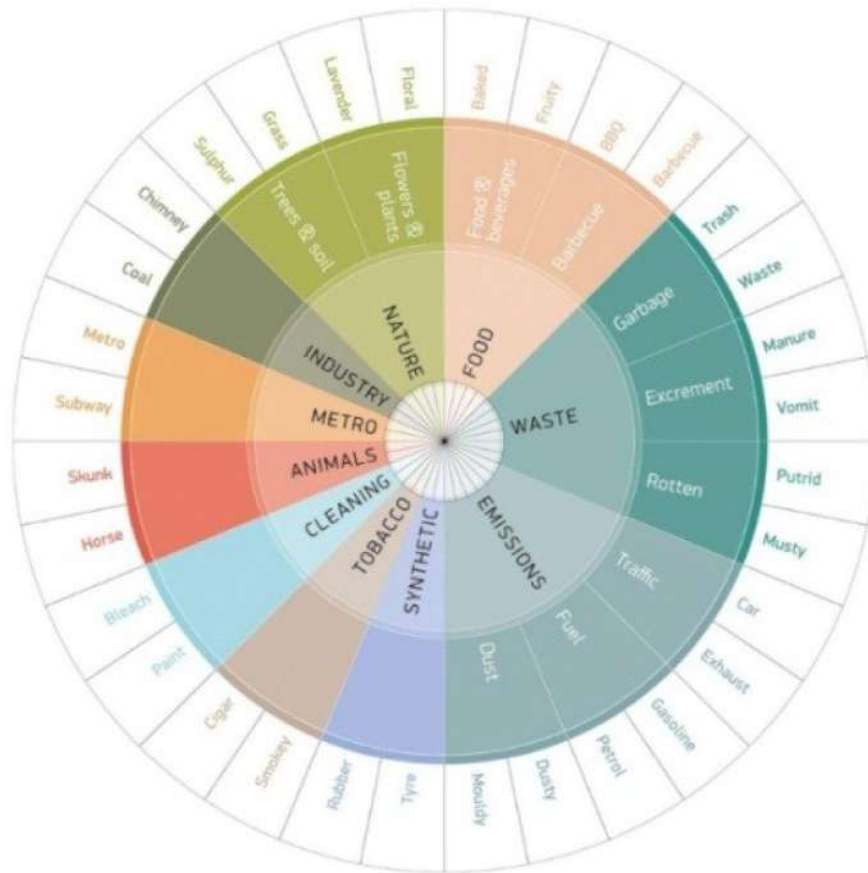 Baked
Fruity
BBQ
Barbecue
Trash
Waste
Manure
Vomit
Putrid
Musty
Car
Exhaust
Gasoline
Petrol
Dusty
Mouldy
Tyre
Rubber
Smokey
Cigar
Paint
Bleach
Horse
Skunk
Subway
Metro
Coal
Chimney
Sulphur
Grass
Lavender
Floral
Food &
beverages
Barbecue
Garbage
Excrement
Rotten
Traffic
Fuel
Dust
Trees & soil
Flowers &
plants
FOOD
WASTE
EMISSIONS
SYNTHETIC
TOBACCO
CLEANING
ANIMALS
METRO
INDUSTRY
NATURE